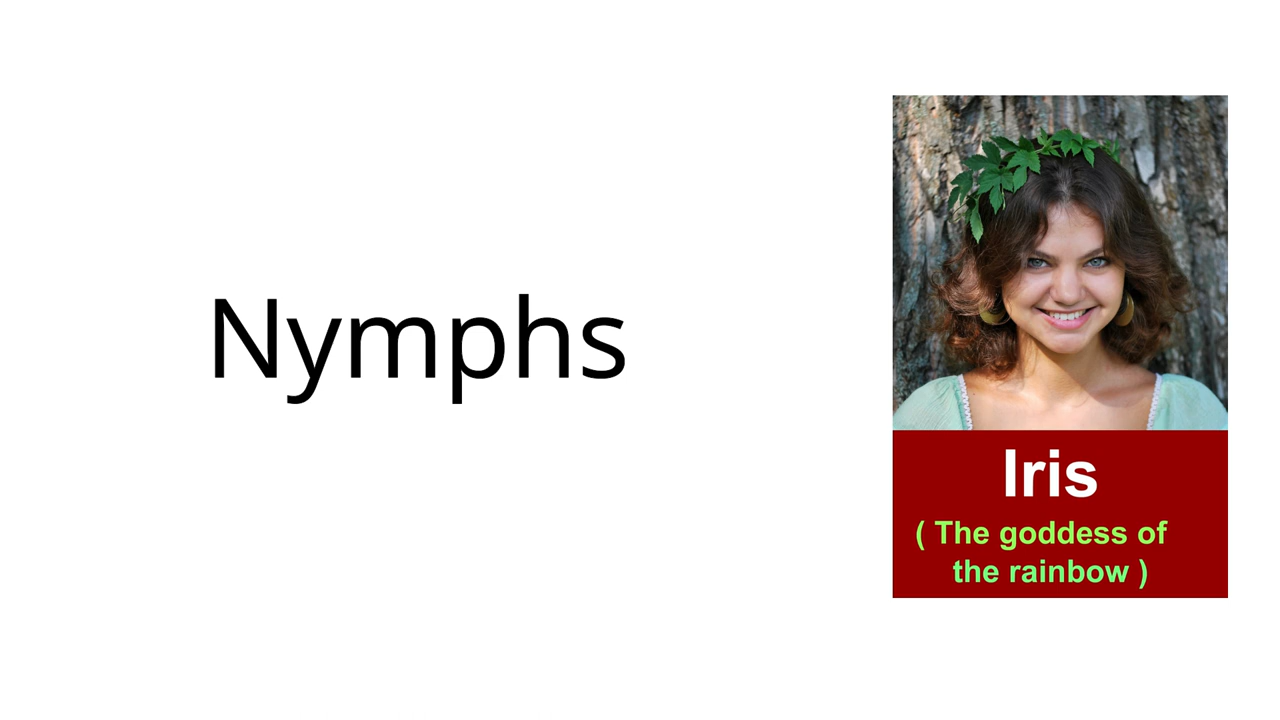 Nymphs
Iris
( The goddess of
the rainbow )